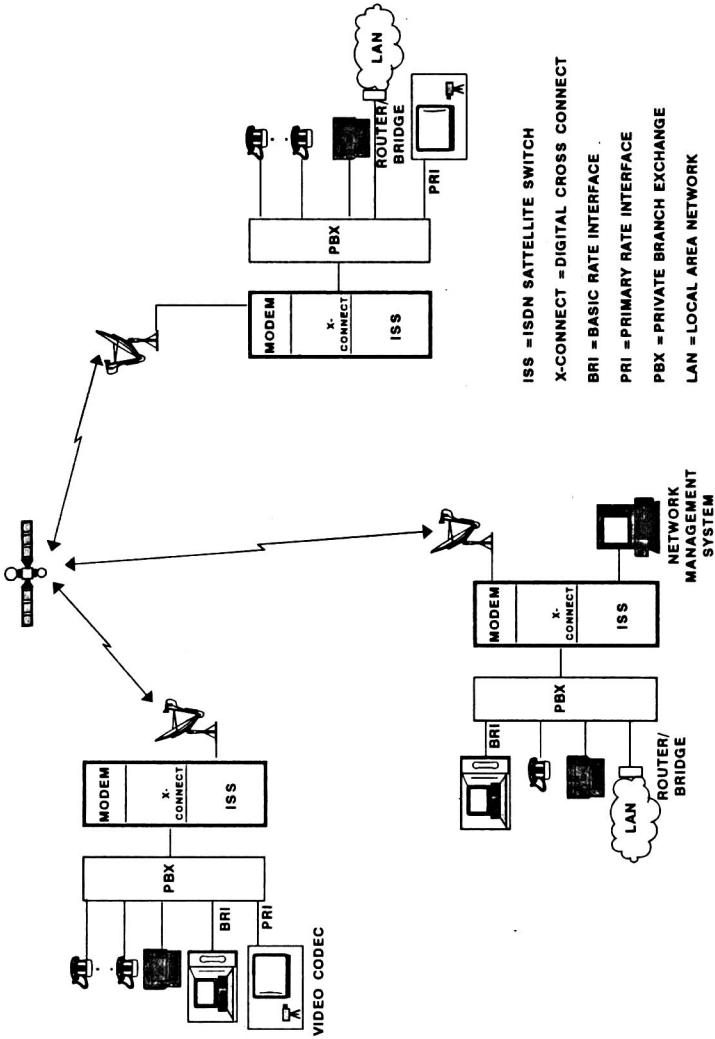 MODEM
X-
CONNECT
ISS
PBX
BRI
PRI
VIDEO CODEC
MODEM
X-
CONNECT
ISS
PBX
BRI
LAN
ROUTER/
BRIDGE
NETWORK
MANAGEMENT
SYSTEM
MODEM
X-
CONNECT
ISS
PBX
LAN
ROUTER/
BRIDGE
PRI
ISS = ISDN SATTELLITE SWITCH
X-CONNECT = DIGITAL CROSS CONNECT
BRI = BASIC RATE INTERFACE
PRI = PRIMARY RATE INTERFACE
PBX = PRIVATE BRANCH EXCHANGE
LAN = LOCAL AREA NETWORK